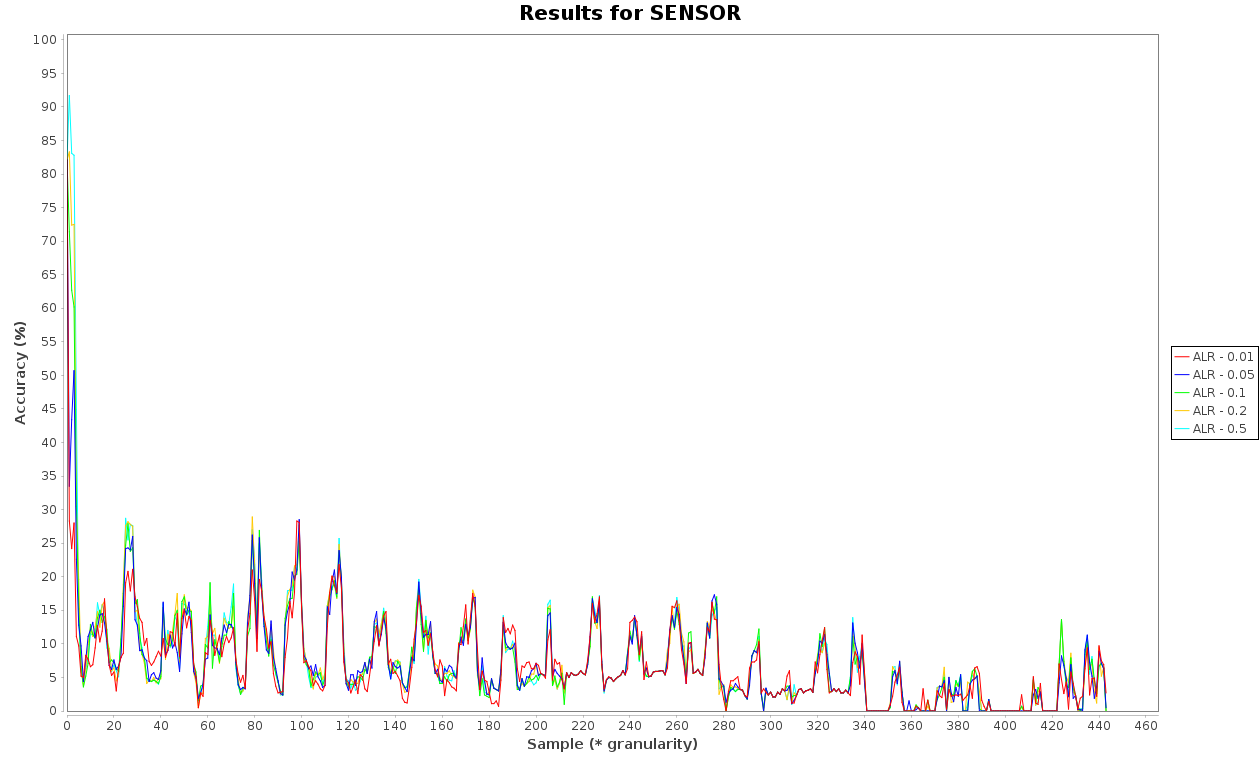 Results for SENSOR
Accuracy (%)
100
95
90
85
80
75
70
65
60
55
50
45
40
35
30
25
20
15
10
5
0
0 20 40 60 80 100 120 140 160 180 200 220 240 260 280 300 320 340 360 380 400 420 440 460
Sample (* granularity)
ALR - 0.01
ALR - 0.05
ALR - 0.1
ALR - 0.2
ALR - 0.5